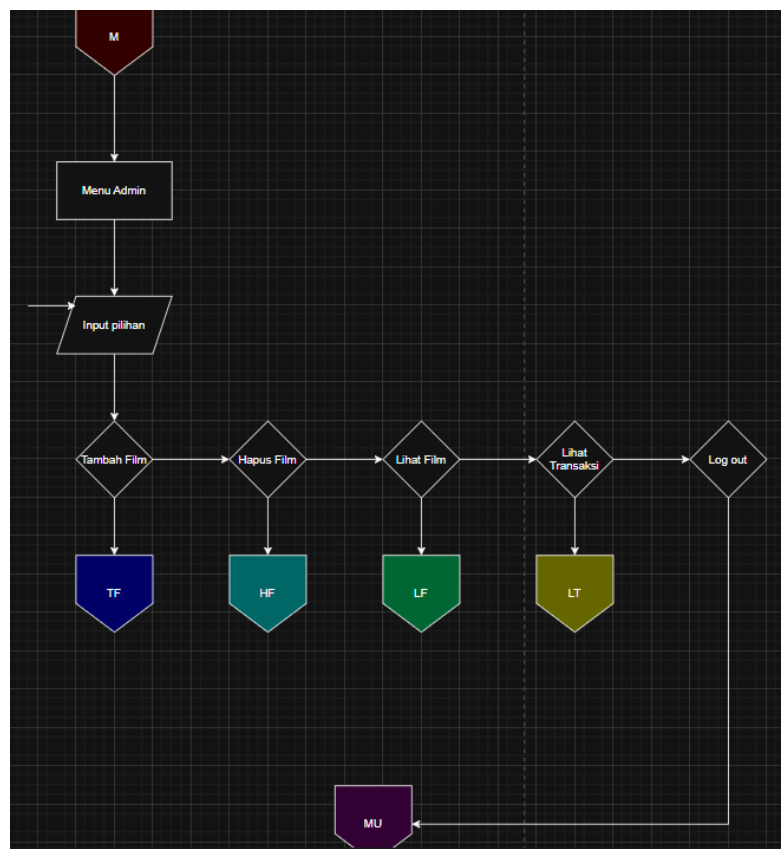 M
Menu Admin
Input pilihan
Tambah Film
Hapus Film
Lihat Film
Lihat
Transaksi
Log out
TF
HF
LF
LT
MU